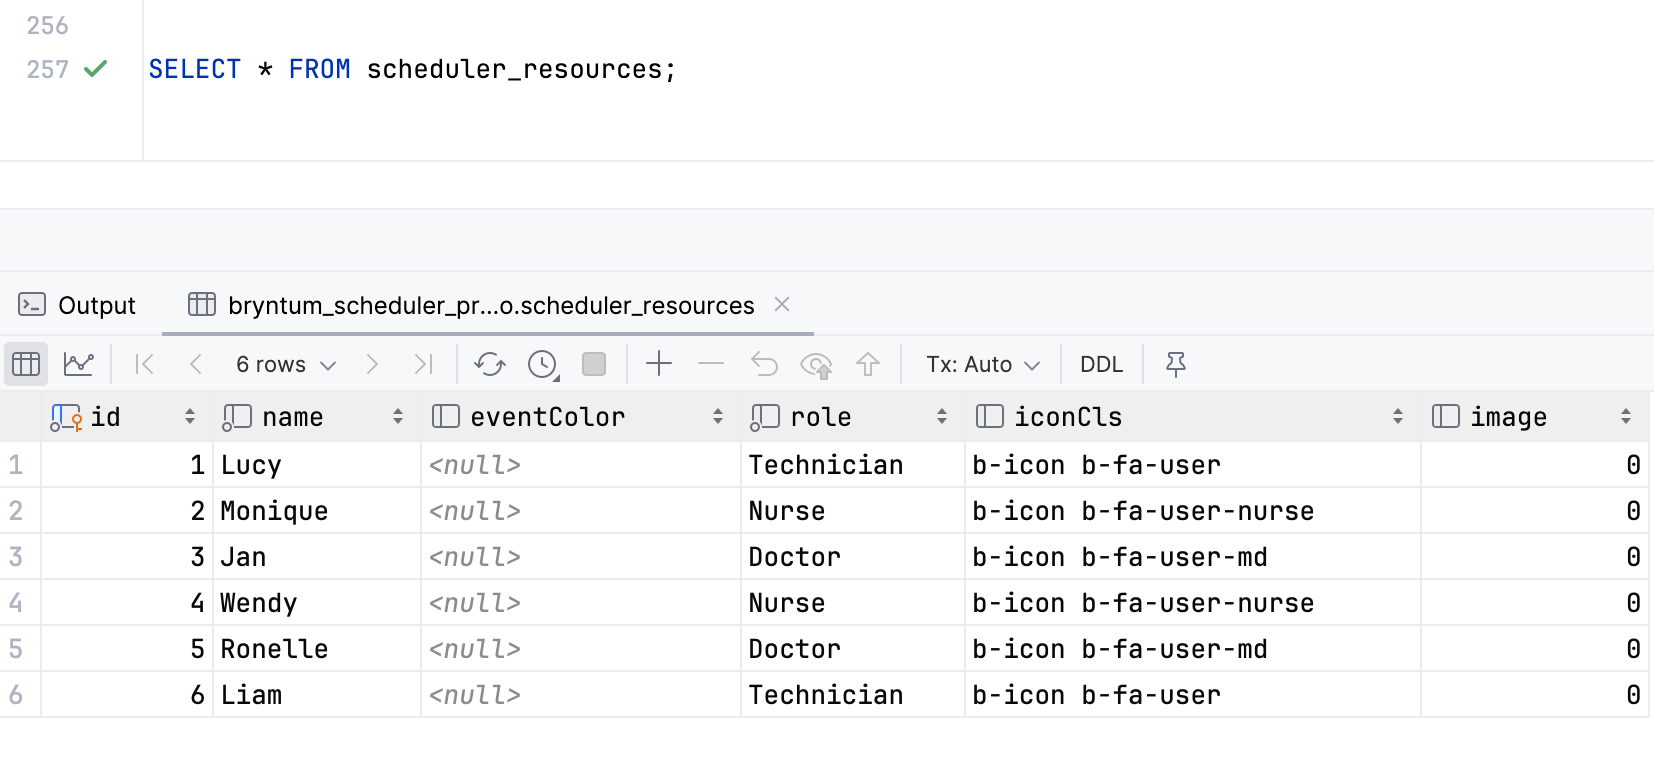 256
257 SELECT * FROM scheduler_resources;
Output bryntum_scheduler_pr...o.scheduler_resources
6 rows Tx: Auto DDL
id name eventColor role iconCls image
1 1 Lucy <null> Technician b-icon b-fa-user 0
2 2 Monique <null> Nurse b-icon b-fa-user-nurse 0
3 3 Jan <null> Doctor b-icon b-fa-user-md 0
4 4 Wendy <null> Nurse b-icon b-fa-user-nurse 0
5 5 Ronelle <null> Doctor b-icon b-fa-user-md 0
6 6 Liam <null> Technician b-icon b-fa-user 0